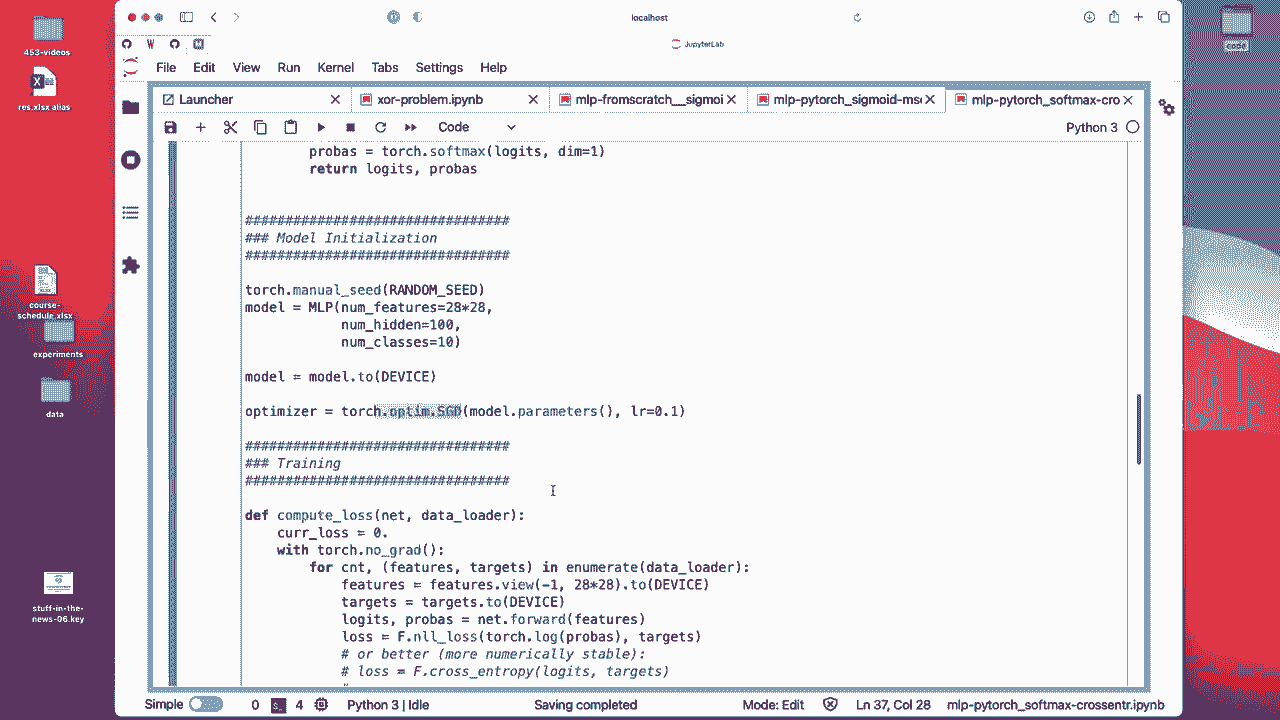 localhost
JupyterLab
File Edit View Run Kernel Tabs Settings Help
Launcher
xor-problem.ipynb
mlp-fromscratch__sigmoi
mlp-pytorch_sigmoid-mse
mlp-pytorch_softmax-cro
Code
Python 3
probas = torch.softmax(logits, dim=1)
return logits, probas
#################################
### Model Initialization
#################################
torch.manual_seed(RANDOM_SEED)
model = MLP(num_features=28*28,
num_hidden=100,
num_classes=10)
model = model.to(DEVICE)
optimizer = torch.optim.SGD(model.parameters(), lr=0.1)
#################################
### Training
#################################
def compute_loss(net, data_loader):
curr_loss = 0.
with torch.no_grad():
for cnt, (features, targets) in enumerate(data_loader):
features = features.view(-1, 28*28).to(DEVICE)
targets = targets.to(DEVICE)
logits, probas = net.forward(features)
loss = F.nll_loss(torch.log(probas), targets)
# or better (more numerically stable):
# loss = F.cross_entropy(logits, targets)
Simple 0 4 Python 3 | Idle Saving completed Mode: Edit Ln 37, Col 28 mlp-pytorch_softmax-crossentr.ipynb
453-videos
res.xlsx alias
course-
schedule.xlsx
experiments
data
stuff-in-the-
news-06.key